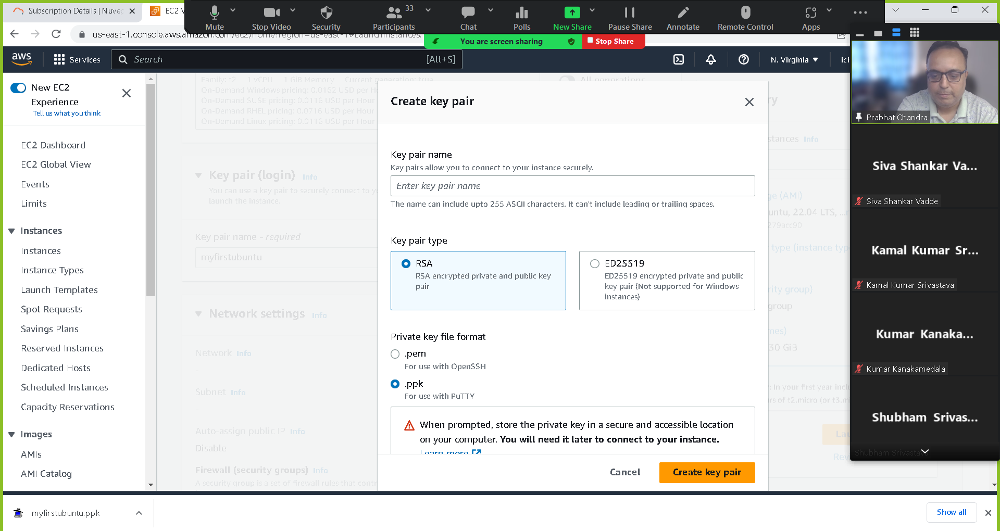 Subscription Details | Nuvep
EC2 M
Mute
Stop Video
Security
33
Participants
Chat
Polls
New Share
Pause Share
Annotate
Remote Control
Apps
us-east-1.console.aws.amazon.com/ec2/home?region=us-east-1#LaunchInstances:
You are screen sharing
Stop Share
aws
Services
Search
[Alt+S]
N. Virginia
ici
New EC2
Experience
Tell us what you think
EC2 Dashboard
EC2 Global View
Events
Limits
Instances
Instances
Instance Types
Launch Templates
Spot Requests
Savings Plans
Reserved Instances
Dedicated Hosts
Scheduled Instances
Capacity Reservations
Images
AMIs
AMI Catalog
Family: t2 1 vCPU 1 GiB Memory Current generation: true
On-Demand Windows pricing: 0.0162 USD per H
On-Demand SUSE pricing: 0.0116 USD per Hour
On-Demand RHEL pricing: 0.0716 USD per Hour
On-Demand Linux pricing: 0.0116 USD per Hour
All generations
Key pair (login) Info
You can use a key pair to securely connect to y
launch the instance.
Key pair name - required
myfirstubuntu
Network settings Info
Network Info
-
Subnet Info
-
Auto-assign public IP Info
Disable
Firewall (security groups) Info
A security group is a set of firewall rules that contr
Create key pair
Key pair name
Key pairs allow you to connect to your instance securely.
Enter key pair name
The name can include upto 255 ASCII characters. It can't include leading or trailing spaces.
Key pair type
RSA
RSA encrypted private and public key
pair
ED25519
ED25519 encrypted private and public
key pair (Not supported for Windows
instances)
Private key file format
.pem
For use with OpenSSH
.ppk
For use with PuTTY
When prompted, store the private key in a secure and accessible location
on your computer. You will need it later to connect to your instance.
Learn more
Cancel
Create key pair
ry
stances Info
ge (AMI)
untu, 22.04 LTS, ...r
279acc90
type (instance typ
rity group)
group
mes)
30 GiB
: In your first year incl
rs of t2.micro (or t3.mi
Lau
Rev
Prabhat Chandra
Siva Shankar Va...
Siva Shankar Vadde
Kamal Kumar Sr...
Kamal Kumar Srivastava
Kumar Kanaka...
Kumar Kanakamedala
Shubham Srivas...
Shubham Srivastava
myfirstubuntu.ppk
Show all